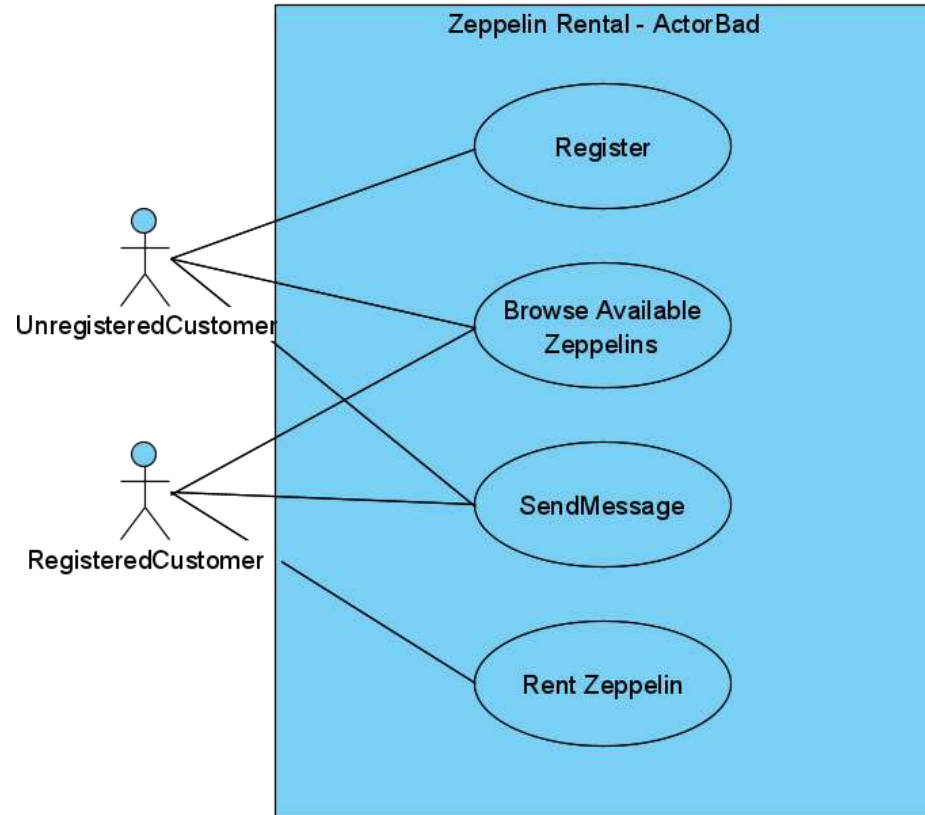 Zeppelin Rental - ActorBad
Register
UnregisteredCustomer
Browse Available
Zeppelins
SendMessage
RegisteredCustomer
Rent Zeppelin